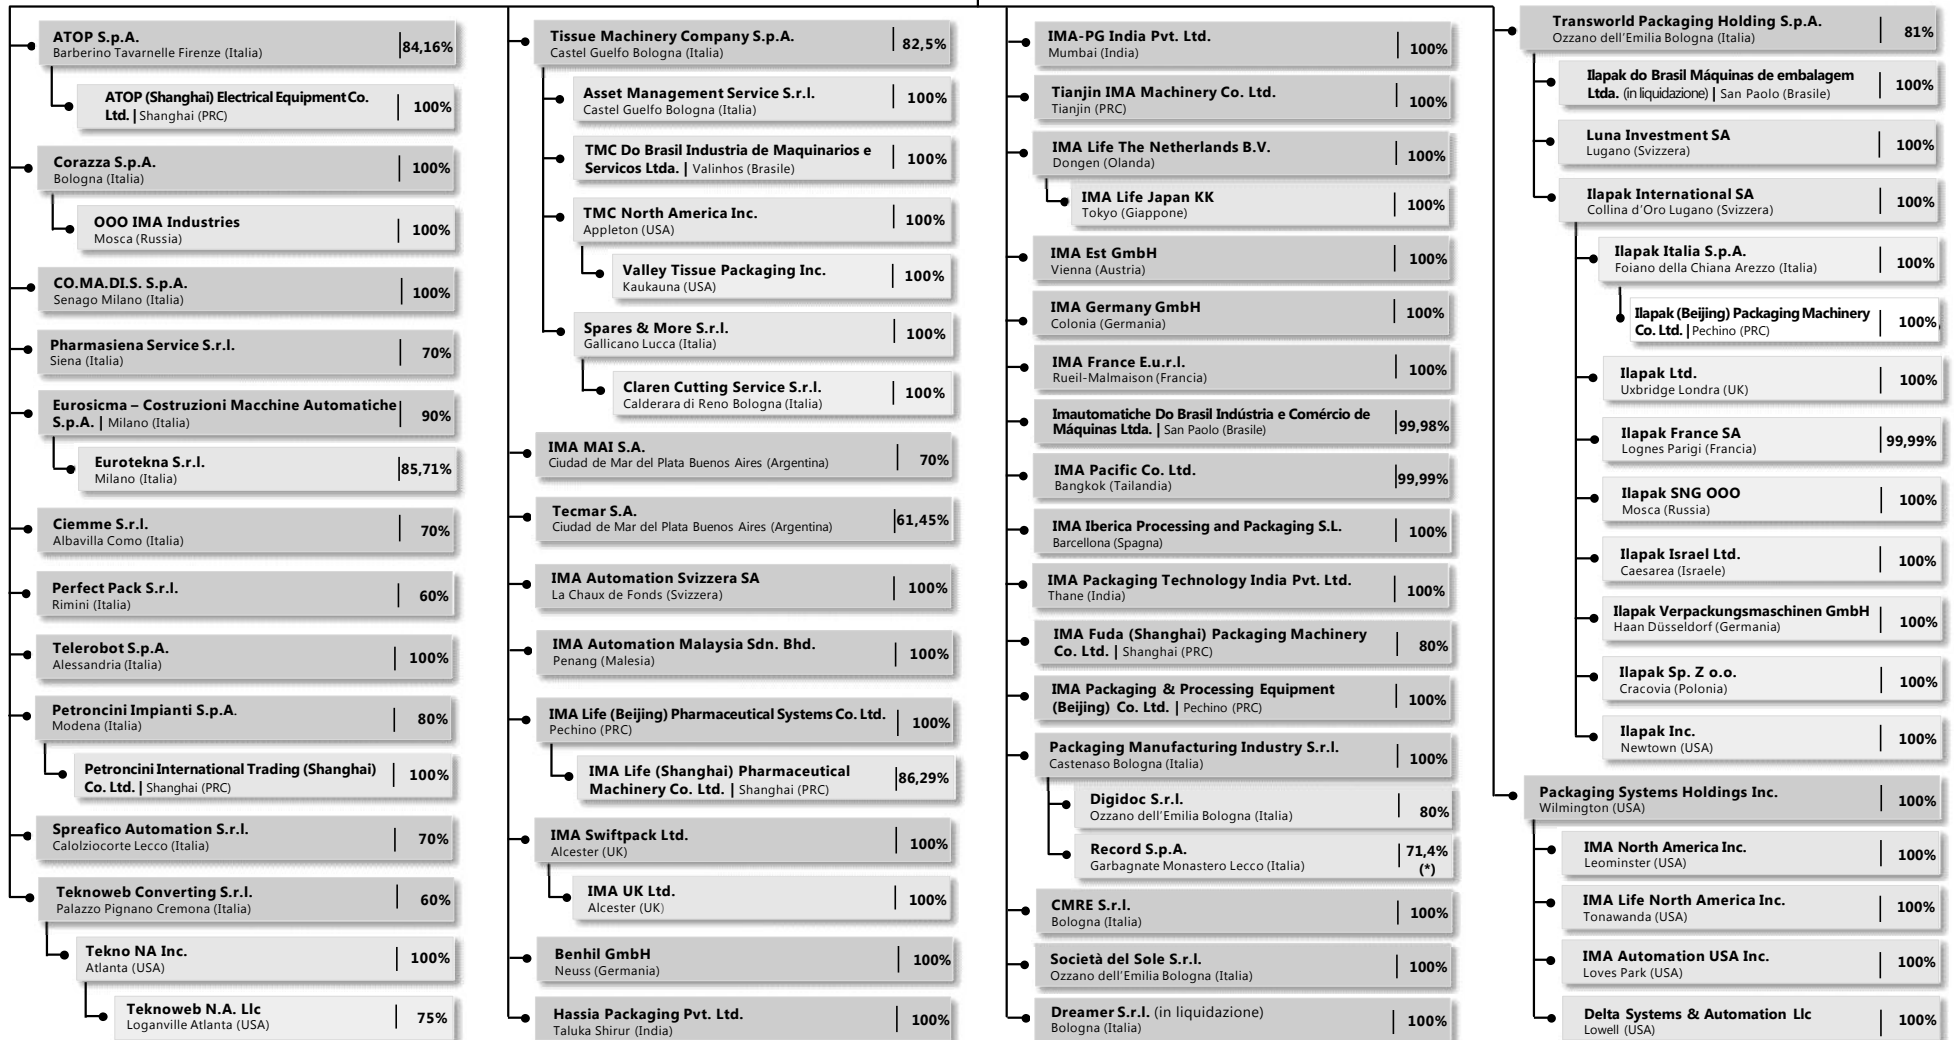 ATOP S.p.A.
Barberino Tavarnelle Firenze (Italia)
84,16%
ATOP (Shanghai) Electrical Equipment Co.
Ltd. | Shanghai (PRC)
100%
Corazza S.p.A.
Bologna (Italia)
100%
OOO IMA Industries
Mosca (Russia)
100%
CO.MA.DI.S. S.p.A.
Senago Milano (Italia)
100%
Pharmasiena Service S.r.l.
Siena (Italia)
70%
Eurosicma – Costruzioni Macchine Automatiche
S.p.A. | Milano (Italia)
90%
Eurotekna S.r.l.
Milano (Italia)
85,71%
Ciemme S.r.l.
Albavilla Como (Italia)
70%
Perfect Pack S.r.l.
Rimini (Italia)
60%
Telerobot S.p.A.
Alessandria (Italia)
100%
Petroncini Impianti S.p.A.
Modena (Italia)
80%
Petroncini International Trading (Shanghai)
Co. Ltd. | Shanghai (PRC)
100%
Spreafico Automation S.r.l.
Calolziocorte Lecco (Italia)
70%
Teknoweb Converting S.r.l.
Palazzo Pignano Cremona (Italia)
60%
Tekno NA Inc.
Atlanta (USA)
100%
Teknoweb N.A. Llc
Loganville Atlanta (USA)
75%
Tissue Machinery Company S.p.A.
Castel Guelfo Bologna (Italia)
82,5%
Asset Management Service S.r.l.
Castel Guelfo Bologna (Italia)
100%
TMC Do Brasil Industria de Maquinarios e
Servicos Ltda. | Valinhos (Brasile)
100%
TMC North America Inc.
Appleton (USA)
100%
Valley Tissue Packaging Inc.
Kaukauna (USA)
100%
Spares & More S.r.l.
Gallicano Lucca (Italia)
100%
Claren Cutting Service S.r.l.
Calderara di Reno Bologna (Italia)
100%
IMA MAI S.A.
Ciudad de Mar del Plata Buenos Aires (Argentina)
70%
Tecmar S.A.
Ciudad de Mar del Plata Buenos Aires (Argentina)
61,45%
IMA Automation Svizzera SA
La Chaux de Fonds (Svizzera)
100%
IMA Automation Malaysia Sdn. Bhd.
Penang (Malesia)
100%
IMA Life (Beijing) Pharmaceutical Systems Co. Ltd.
Pechino (PRC)
100%
IMA Life (Shanghai) Pharmaceutical
Machinery Co. Ltd. | Shanghai (PRC)
86,29%
IMA Swiftpack Ltd.
Alcester (UK)
100%
IMA UK Ltd.
Alcester (UK)
100%
Benhil GmbH
Neuss (Germania)
100%
Hassia Packaging Pvt. Ltd.
Taluka Shirur (India)
100%
IMA-PG India Pvt. Ltd.
Mumbai (India)
100%
Tianjin IMA Machinery Co. Ltd.
Tianjin (PRC)
100%
IMA Life The Netherlands B.V.
Dongen (Olanda)
100%
IMA Life Japan KK
Tokyo (Giappone)
100%
IMA Est GmbH
Vienna (Austria)
100%
IMA Germany GmbH
Colonia (Germania)
100%
IMA France E.u.r.l.
Rueil-Malmaison (Francia)
100%
Imautomatiche Do Brasil Indústria e Comércio de
Máquinas Ltda. | San Paolo (Brasile)
99,98%
IMA Pacific Co. Ltd.
Bangkok (Tailandia)
99,99%
IMA Iberica Processing and Packaging S.L.
Barcellona (Spagna)
100%
IMA Packaging Technology India Pvt. Ltd.
Thane (India)
100%
IMA Fuda (Shanghai) Packaging Machinery
Co. Ltd. | Shanghai (PRC)
80%
IMA Packaging & Processing Equipment
(Beijing) Co. Ltd. | Pechino (PRC)
100%
Packaging Manufacturing Industry S.r.l.
Castenaso Bologna (Italia)
100%
Digidoc S.r.l.
Ozzano dell'Emilia Bologna (Italia)
80%
Record S.p.A.
Garbagnate Monastero Lecco (Italia)
71,4%
(*)
CMRE S.r.l.
Bologna (Italia)
100%
Società del Sole S.r.l.
Ozzano dell'Emilia Bologna (Italia)
100%
Dreamer S.r.l. (in liquidazione)
Bologna (Italia)
100%
Transworld Packaging Holding S.p.A.
Ozzano dell'Emilia Bologna (Italia)
81%
Ilapak do Brasil Máquinas de embalagem
Ltda. (in liquidazione) | San Paolo (Brasile)
100%
Luna Investment SA
Lugano (Svizzera)
100%
Ilapak International SA
Collina d'Oro Lugano (Svizzera)
100%
Ilapak Italia S.p.A.
Foiano della Chiana Arezzo (Italia)
100%
Ilapak (Beijing) Packaging Machinery
Co. Ltd. | Pechino (PRC)
100%
Ilapak Ltd.
Uxbridge Londra (UK)
100%
Ilapak France SA
Lognes Parigi (Francia)
99,99%
Ilapak SNG OOO
Mosca (Russia)
100%
Ilapak Israel Ltd.
Caesarea (Israele)
100%
Ilapak Verpackungsmaschinen GmbH
Haan Düsseldorf (Germania)
100%
Ilapak Sp. Z o.o.
Cracovia (Polonia)
100%
Ilapak Inc.
Newtown (USA)
100%
Packaging Systems Holdings Inc.
Wilmington (USA)
100%
IMA North America Inc.
Leominster (USA)
100%
IMA Life North America Inc.
Tonawanda (USA)
100%
IMA Automation USA Inc.
Loves Park (USA)
100%
Delta Systems & Automation Llc
Lowell (USA)
100%